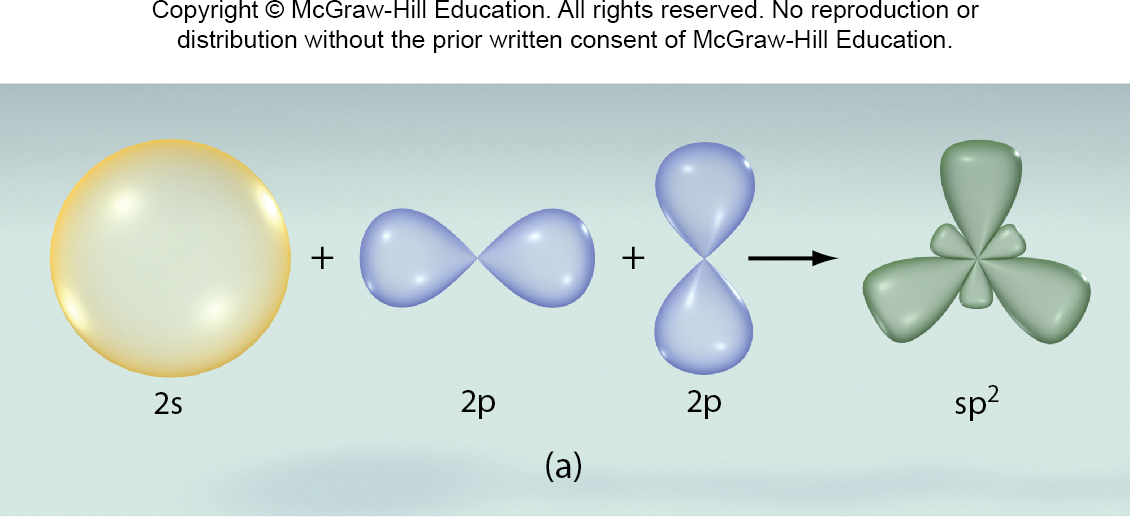 Copyright © McGraw-Hill Education. All rights reserved. No reproduction or
distribution without the prior written consent of McGraw-Hill Education.
+ +
2s 2p 2p sp²
(a)